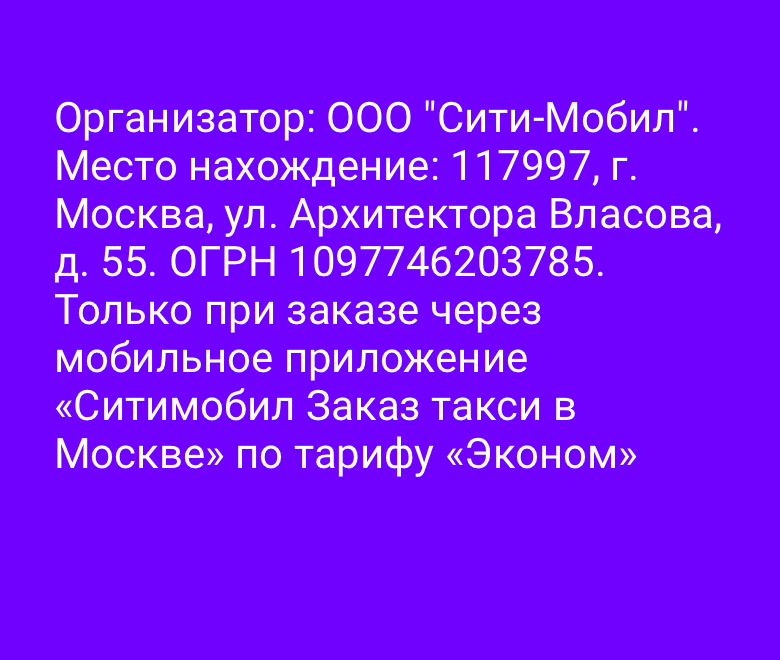 Организатор: ООО "Сити-Мобил".
Место нахождение: 117997, г.
Москва, ул. Архитектора Власова,
д. 55. ОГРН 1097746203785.
Только при заказе через
мобильное приложение
«Ситимобил Заказ такси в
Москве» по тарифу «Эконом»